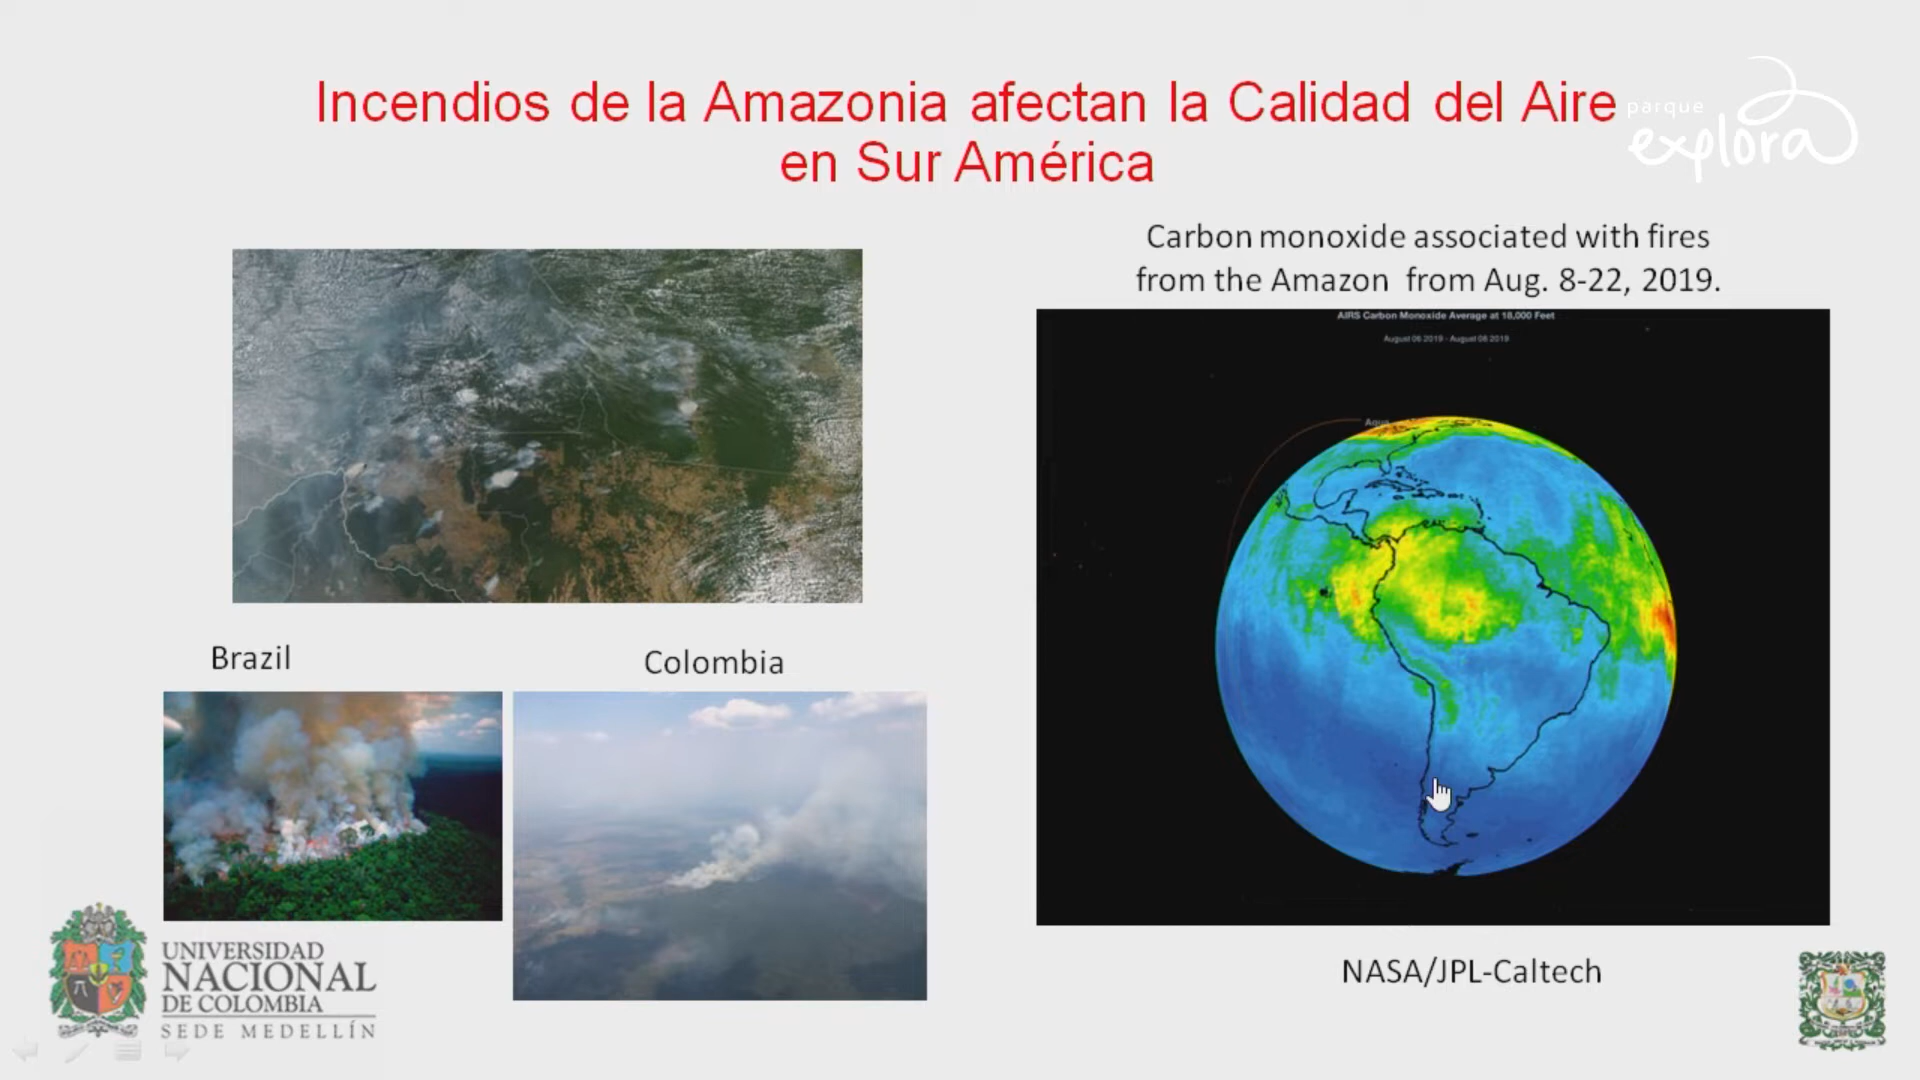 Incendios de la Amazonia afectan la Calidad del Aire
en Sur América
parque
explora
Carbon monoxide associated with fires
from the Amazon from Aug. 8-22, 2019.
AIRS Carbon Monoxide Average at 18,000 Feet
August 06 2019 - August 08 2019
Aqua
Brazil
Colombia
UNIVERSIDAD
NACIONAL
DE COLOMBIA
SEDE MEDELLÍN
NASA/JPL-Caltech